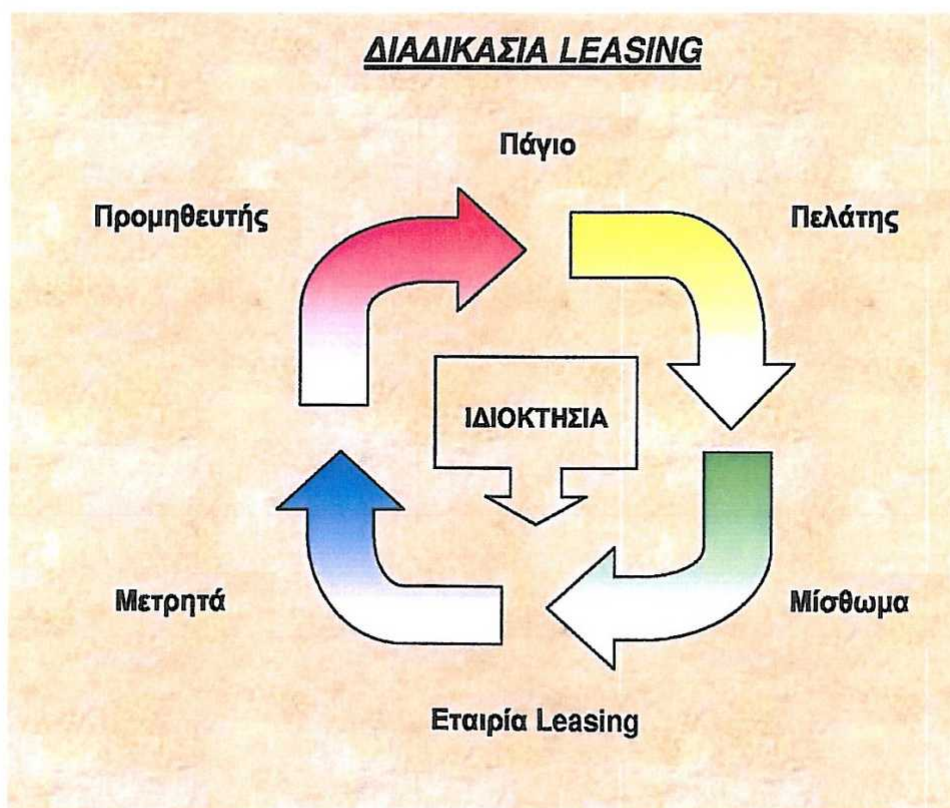 ΔΙΑΔΙΚΑΣΙΑ LEASING
Πάγιο
Προμηθευτής
Πελάτης
ΙΔΙΟΚΤΗΣΙΑ
Μετρητά
Μίσθωμα
Εταιρία Leasing